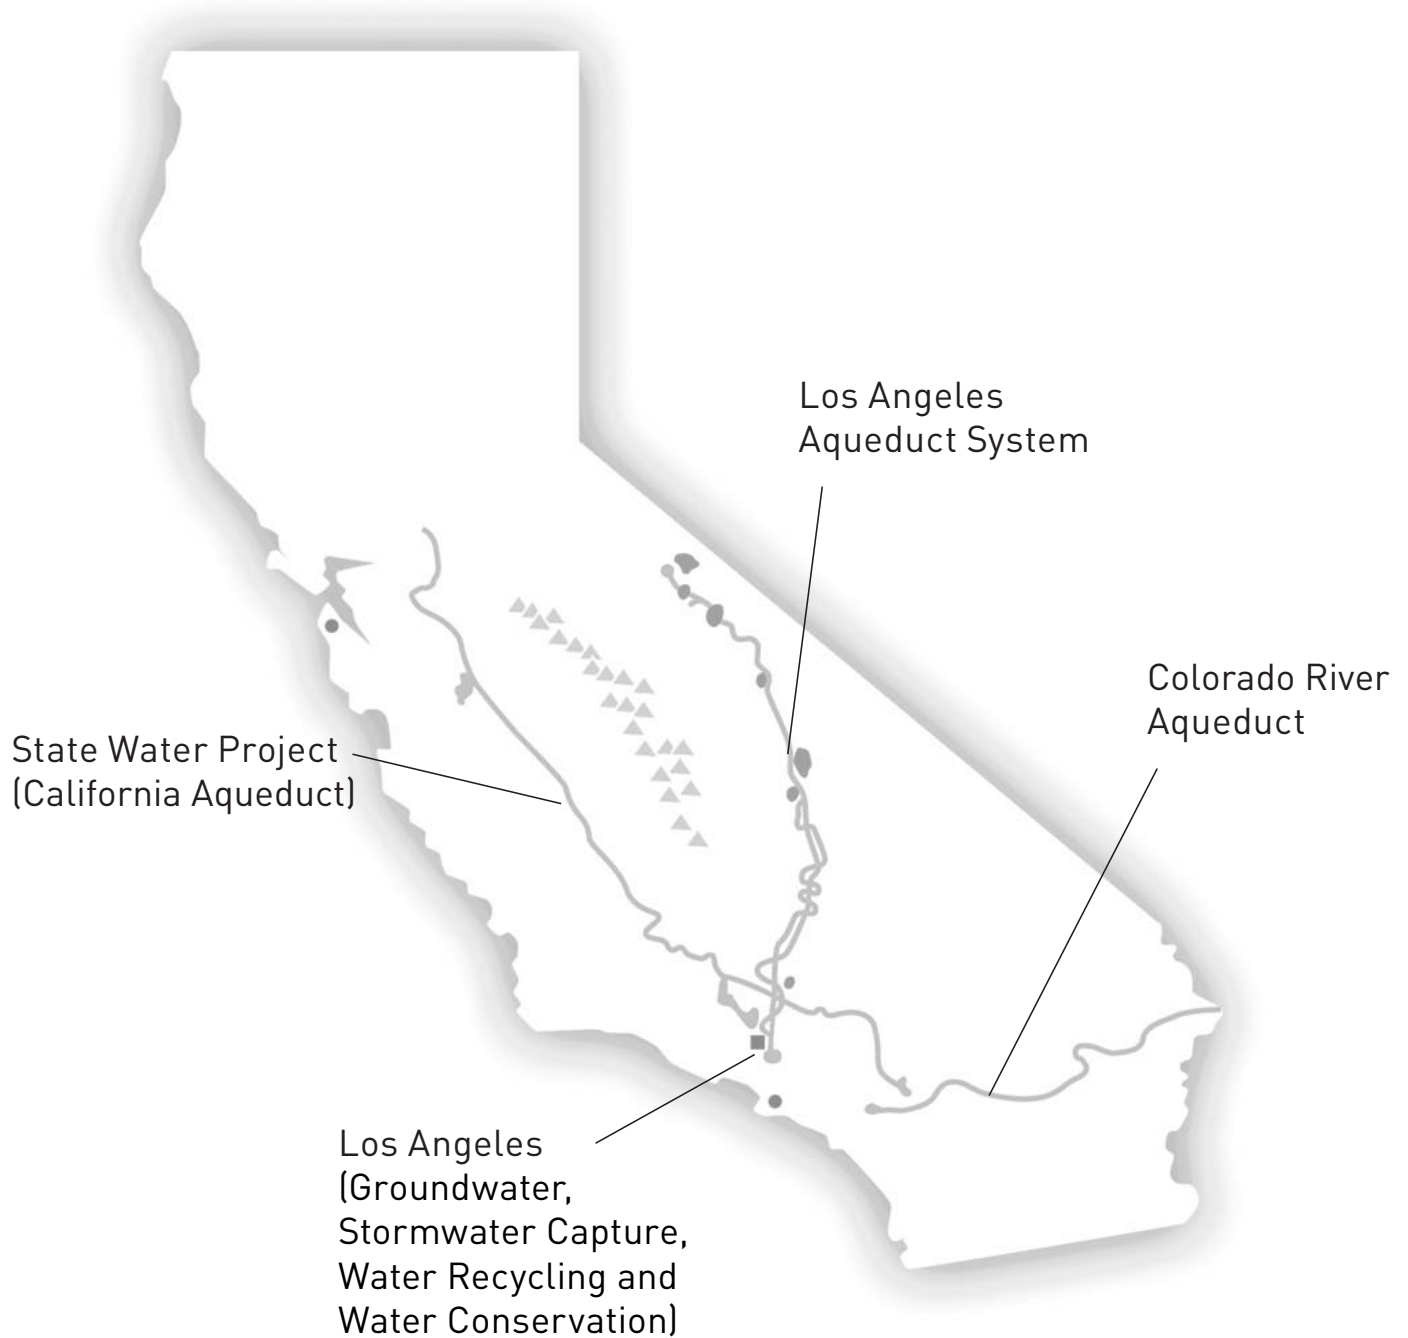 Los Angeles
Aqueduct System
Colorado River
Aqueduct
State Water Project
(California Aqueduct)
Los Angeles
(Groundwater,
Stormwater Capture,
Water Recycling and
Water Conservation)